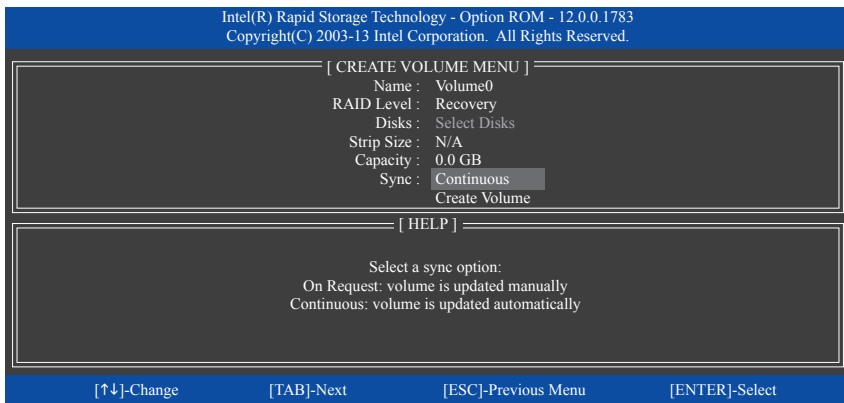 Intel(R) Rapid Storage Technology - Option ROM - 12.0.0.1783
Copyright(C) 2003-13 Intel Corporation. All Rights Reserved.
[ CREATE VOLUME MENU ]
Name : Volume0
RAID Level : Recovery
Disks : Select Disks
Strip Size : N/A
Capacity : 0.0 GB
Sync : Continuous
Create Volume
[ HELP ]
Select a sync option:
On Request: volume is updated manually
Continuous: volume is updated automatically
[↑↓]-Change [TAB]-Next [ESC]-Previous Menu [ENTER]-Select